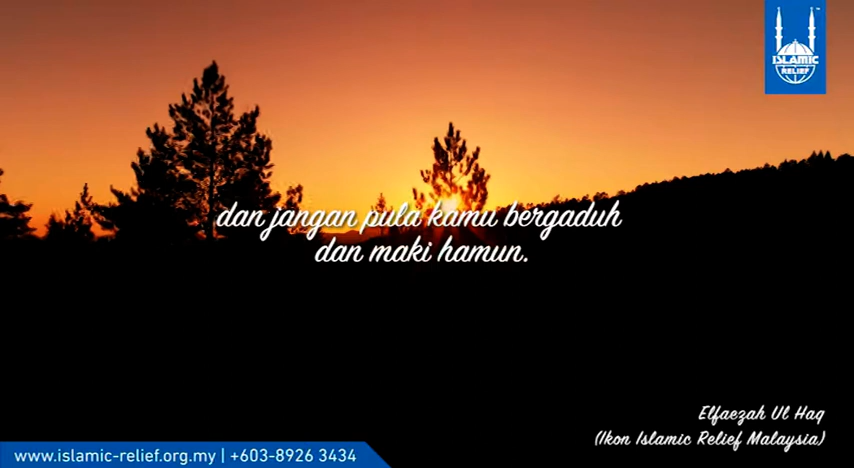 ISLAMIC
RELIEF
dan jangan pula kamu bergaduh
dan maki hamun.
Elfaezah Ul Haq
(Ikon Islamic Relief Malaysia)
www.islamic-relief.org.my | +603-8926 3434